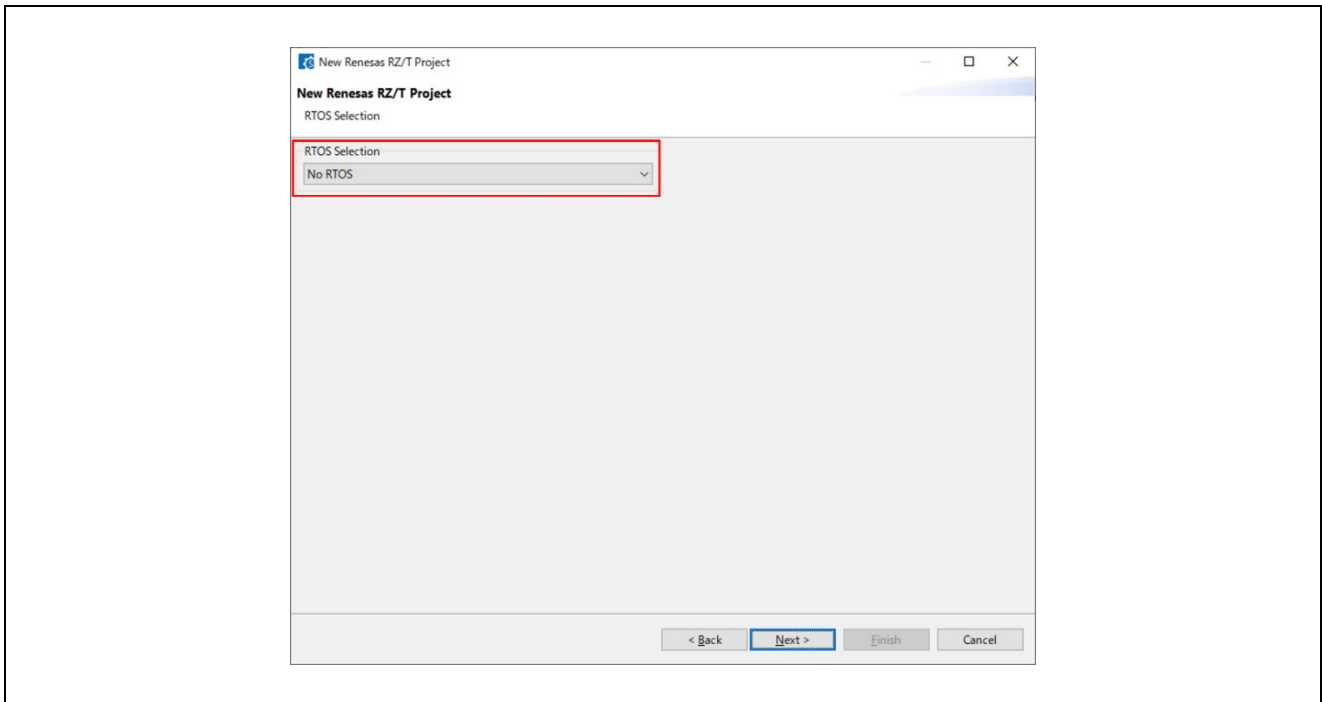 New Renesas RZ/T Project
New Renesas RZ/T Project
RTOS Selection
RTOS Selection
No RTOS
< Back Next > Finish Cancel